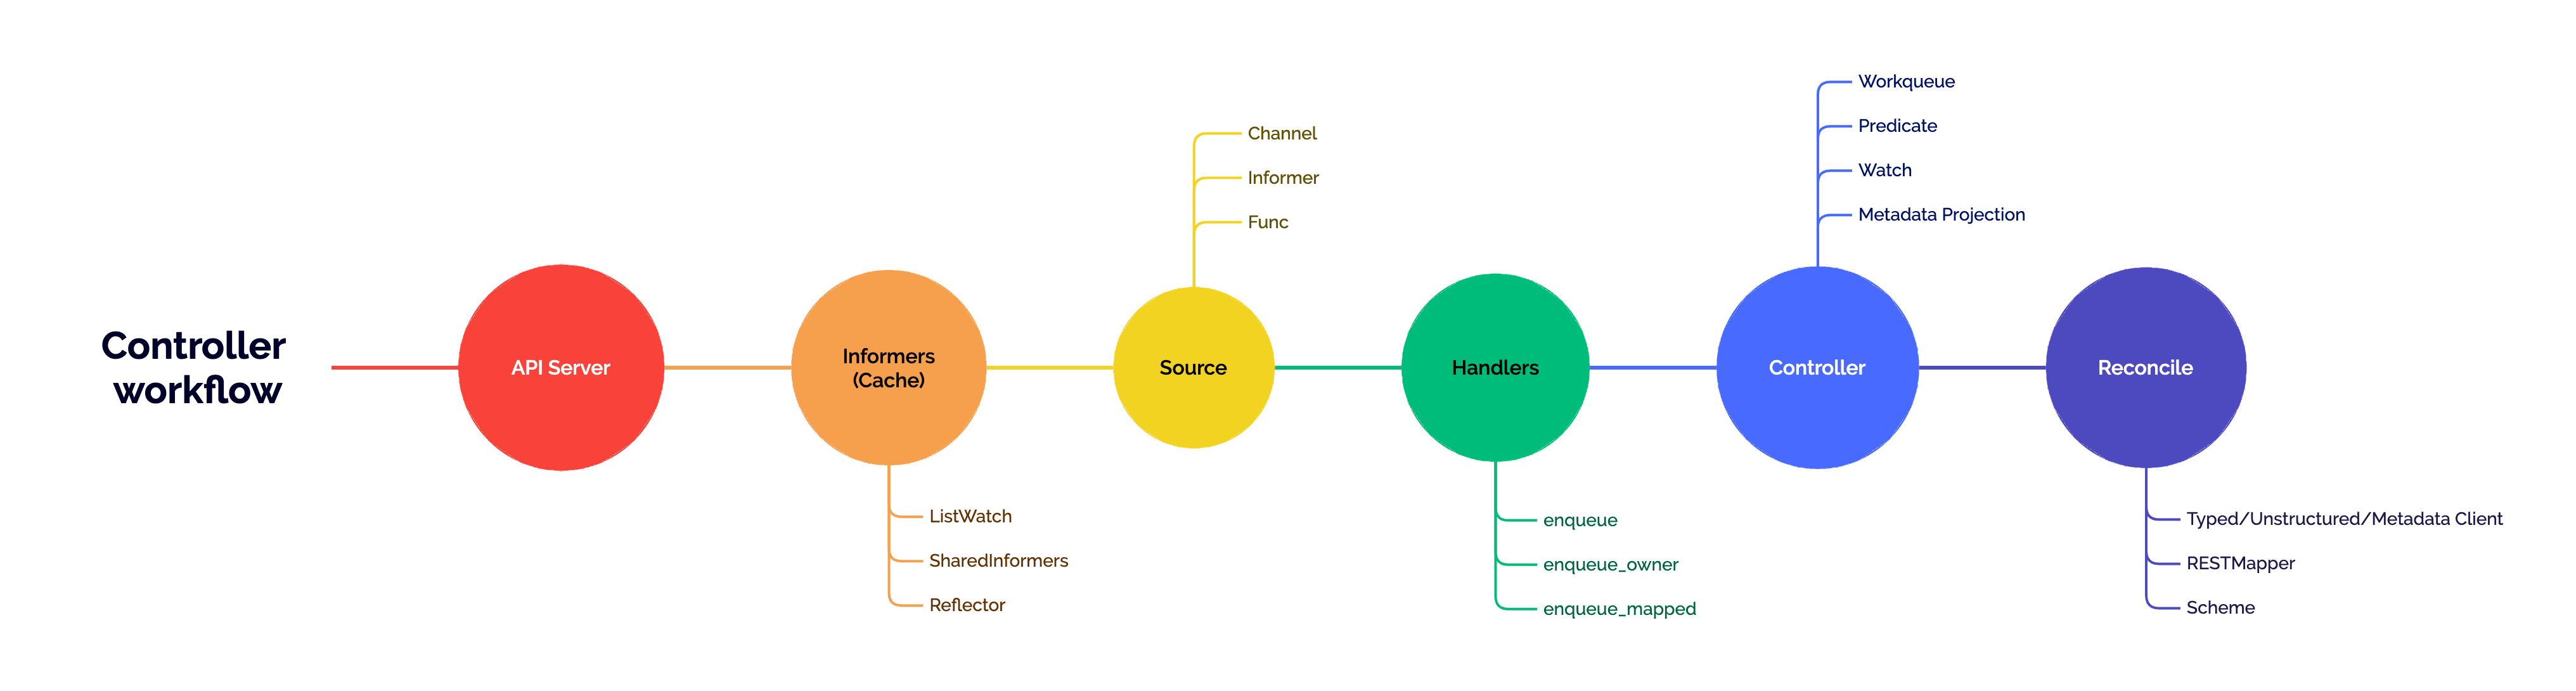 Controller
workflow
API Server
Informers
(Cache)
ListWatch
SharedInformers
Reflector
Source
Channel
Informer
Func
Handlers
enqueue
enqueue_owner
enqueue_mapped
Controller
Workqueue
Predicate
Watch
Metadata Projection
Reconcile
Typed/Unstructured/Metadata Client
RESTMapper
Scheme